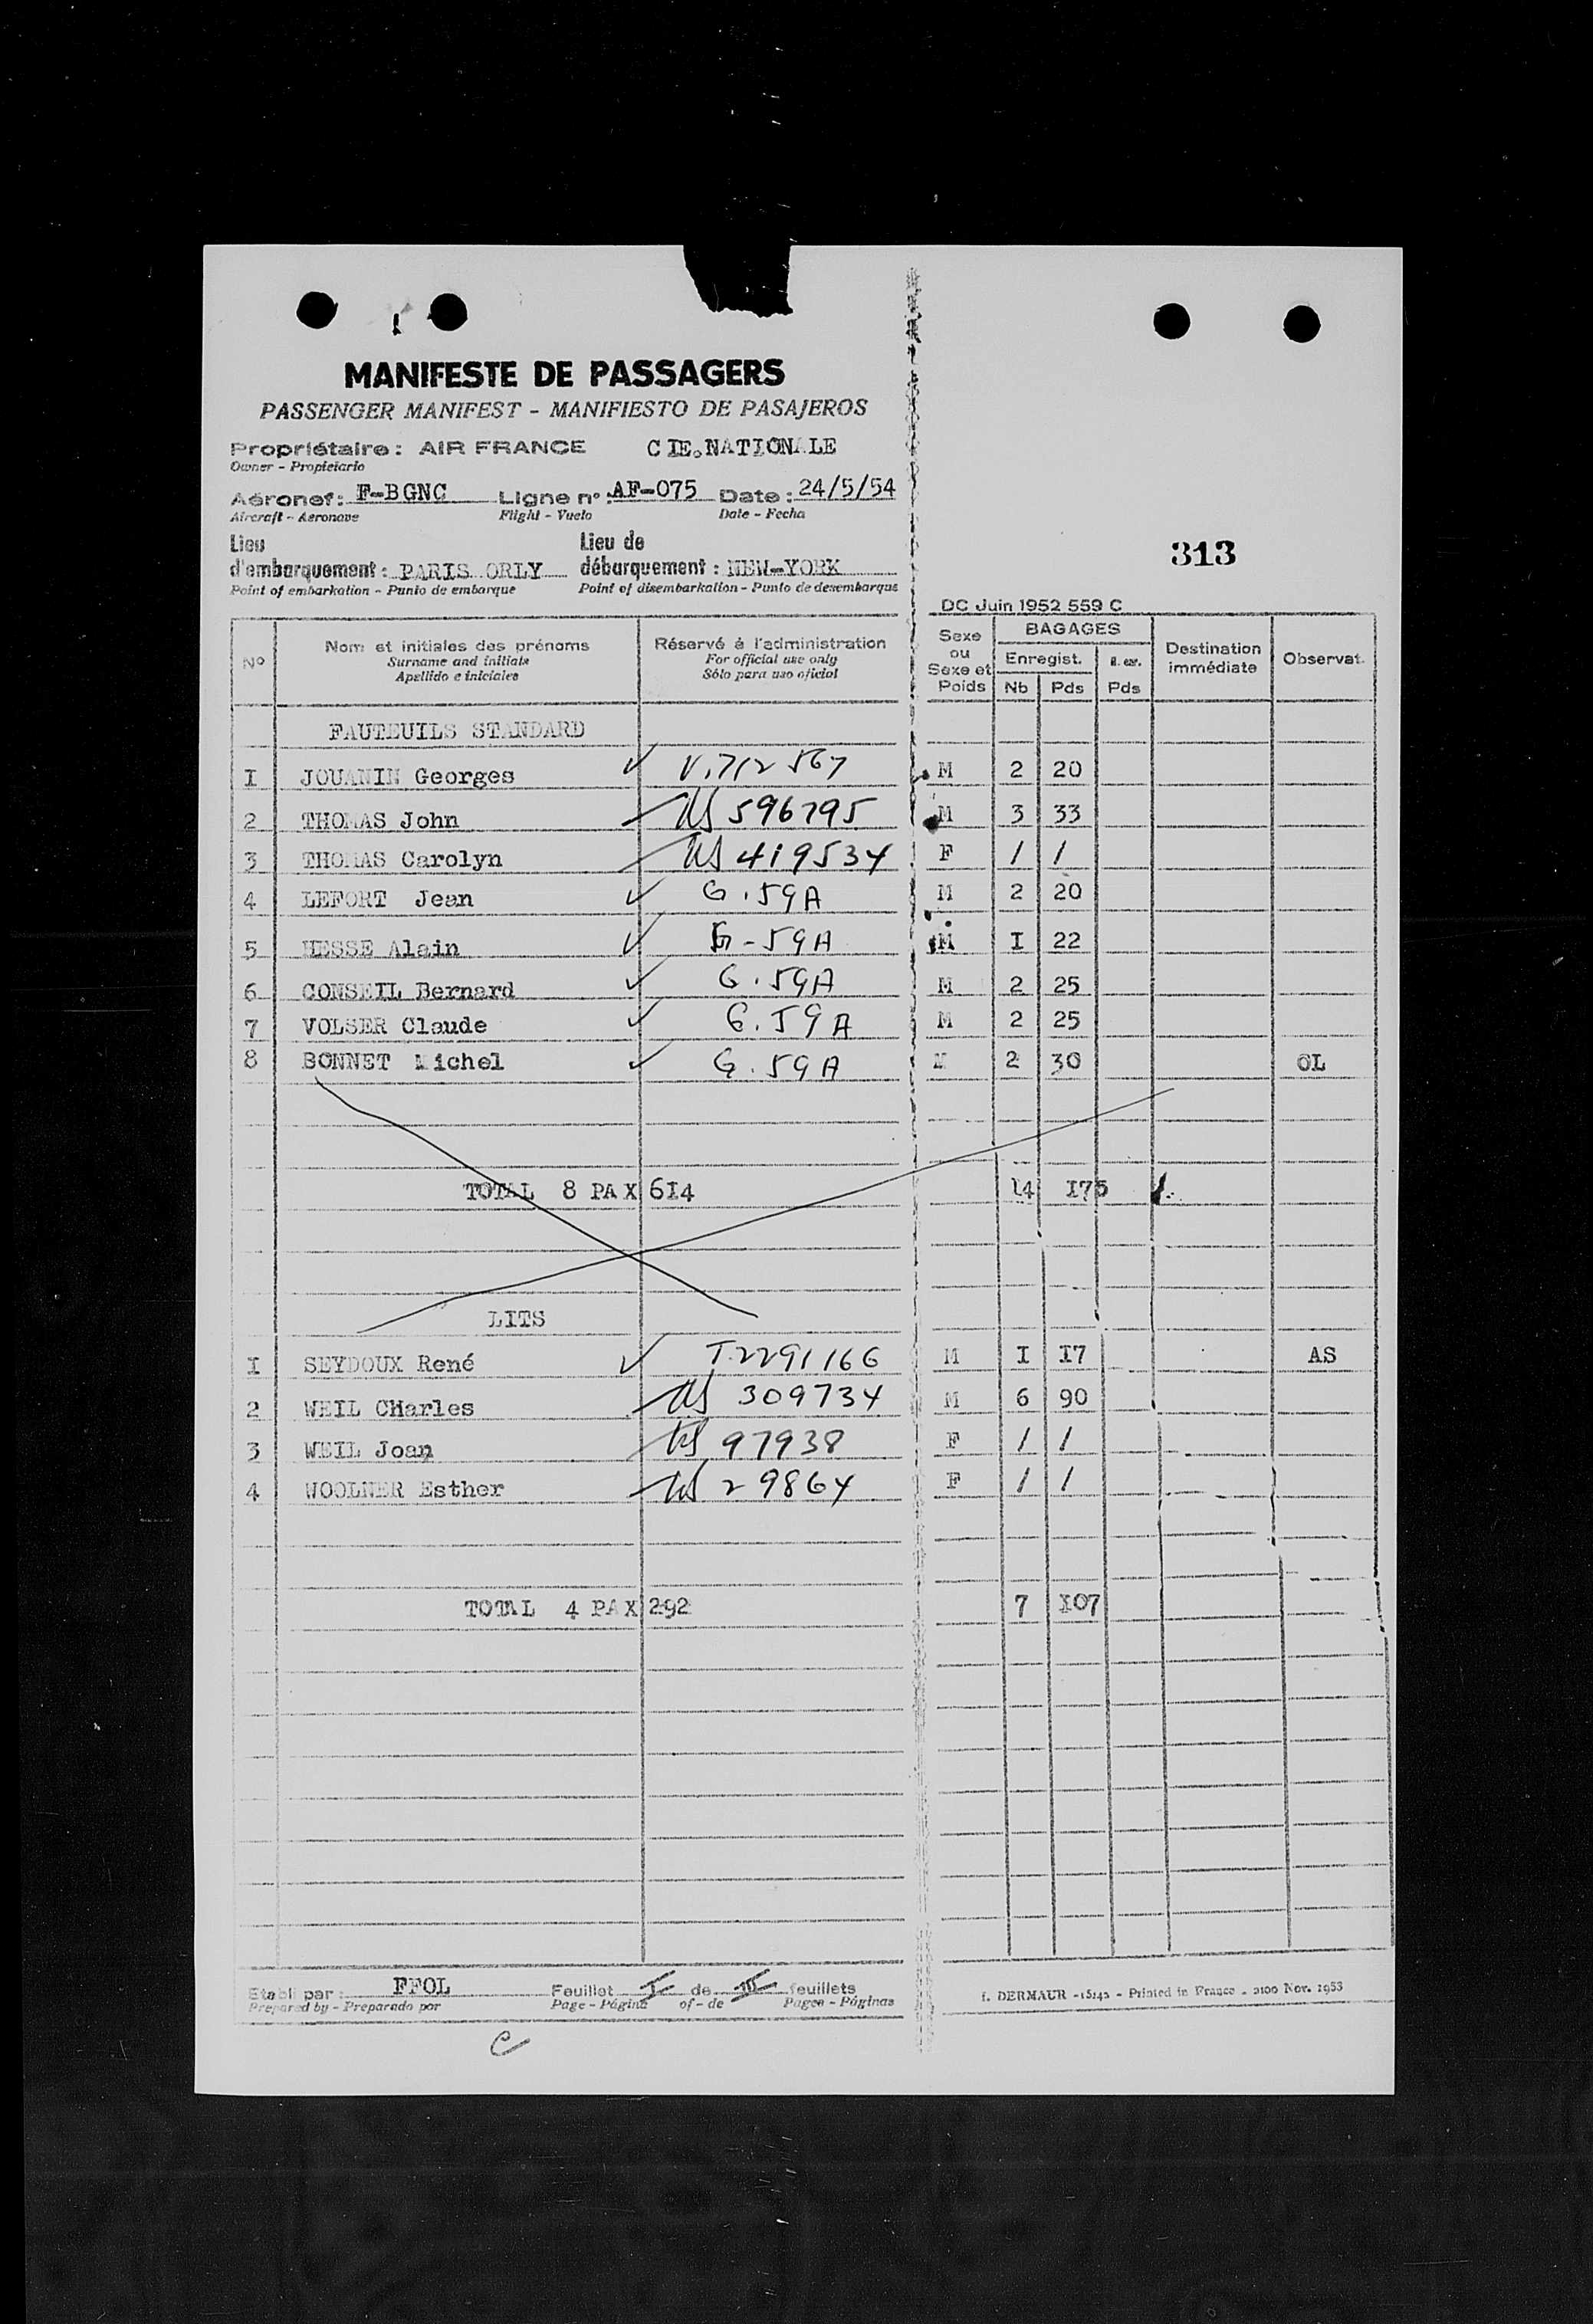 MANIFESTE DE PASSAGERS
PASSENGER MANIFEST - MANIFIESTO DE PASAJEROS
Propriétaire : AIR FRANCE CIE.NATIONALE
Owner - Propietario
Aéronef : F-BGNC Ligne n° : AF-075 Date : 24/5/54
Aircraft - Aeronave Flight - Vuelo Date - Fecha
Lieu d'embarquement : PARIS ORLY Lieu de débarquement : NEW-YORK
Point of embarkation - Punto de embarque Point of disembarkation - Punto de desembarque
313
DC Juin 1952 559 C
N° Nom et initiales des prénoms Réservé à l'administration Sexe ou Sexe et Poids BAGAGES Destination immédiate Observat.
Surname and initials For official use only Enregist.
Apellido e iniciales Sólo para uso oficial Nb Pds Pds
FAUTEUILS STANDARD
I JOUANIN Georges ✓ V.712567 M 2 20
2 THOMAS John US 596795 M 3 33
3 THOMAS Carolyn US 419534 F / /
4 LEFORT Jean ✓ G.59A M 2 20
5 HESSE Alain ✓ G-59A M I 22
6 CONSEIL Bernard ✓ G.59A M 2 25
7 VOLSER Claude ✓ G.59A M 2 25
8 BONNET Michel ✓ G.59A M 2 30 OL
TOTAL 8 PAX 614 14 175
LITS
I SEYDOUX René ✓ T.2291166 M I I7 AS
2 WEIL CHarles US 309734 M 6 90
3 WEIL Joan US 97938 F / /
4 WOOLNER Esther US 29864 F / /
TOTAL 4 PAX 292 7 I07
Etabli par : FFOL Feuillet I de III feuillets
Prepared by - Preparado por Page - Página of - de Pages - Páginas
DERMAUR - Printed in France - 2100 Nov. 1953
C